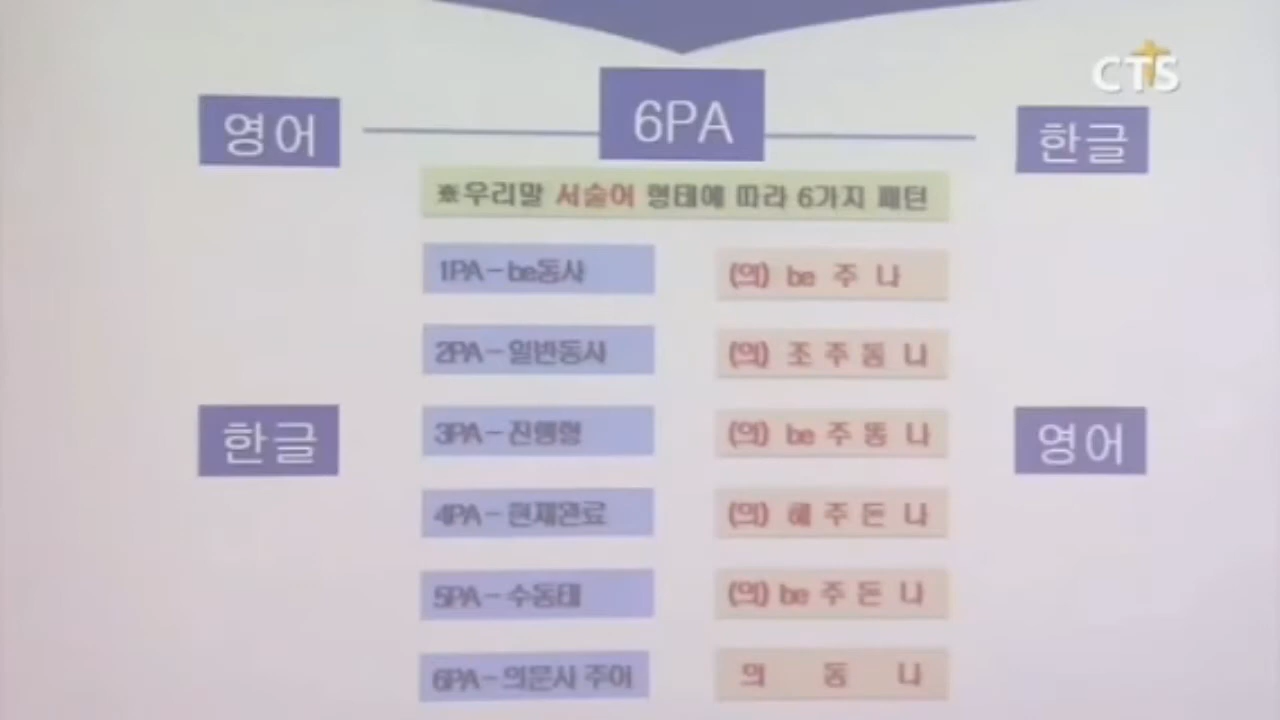 CTS
영어
6PA
한글
※우리말 서술어 형태에 따라 6가지 패턴
1PA-be동사 (의) be 주 나
2PA-일반동사 (의) 조 주 동 나
3PA-진행형 (의) be 주 똥 나
한글
영어
4PA-현재완료 (의) 헤 주 돈 나
5PA-수동태 (의) be 주 돈 나
6PA-의문사 주어 의 동 나